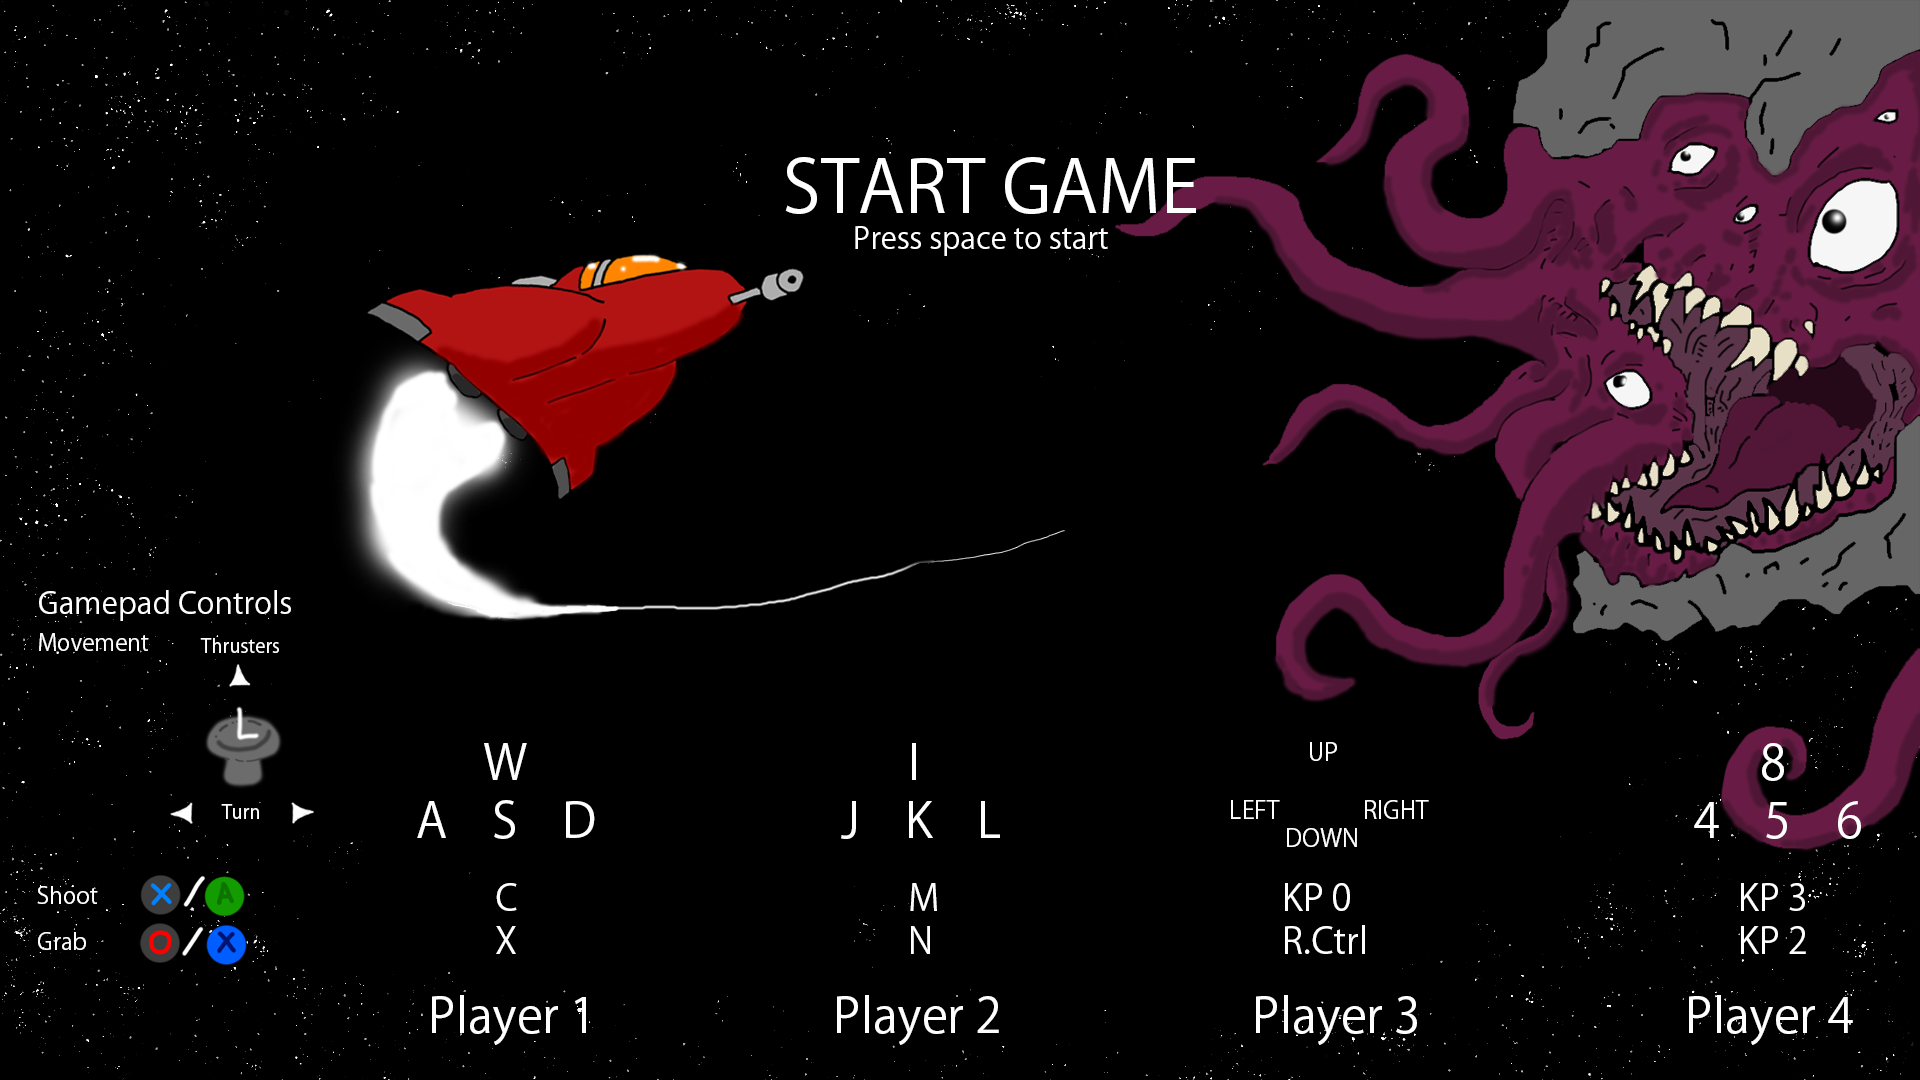 START GAME
Press space to start
Gamepad Controls
Movement
Thrusters
L
Turn
W
A S D
I
J K L
UP
LEFT RIGHT
DOWN
8
4 5 6
Shoot X / A C M KP 0 KP 3
Grab O / X X N R.Ctrl KP 2
Player 1 Player 2 Player 3 Player 4